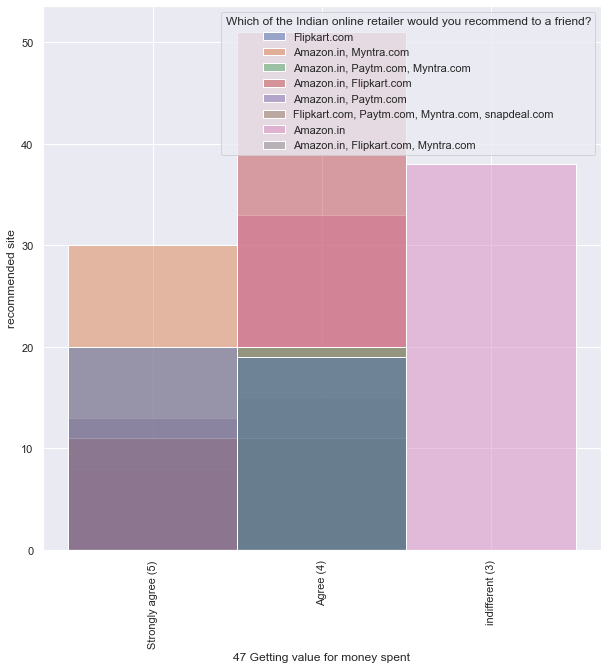 Which of the Indian online retailer would you recommend to a friend?
Flipkart.com
Amazon.in, Myntra.com
Amazon.in, Paytm.com, Myntra.com
Amazon.in, Flipkart.com
Amazon.in, Paytm.com
Flipkart.com, Paytm.com, Myntra.com, snapdeal.com
Amazon.in
Amazon.in, Flipkart.com, Myntra.com
50
40
30
20
10
0
recommended site
Strongly agree (5)
Agree (4)
indifferent (3)
47 Getting value for money spent